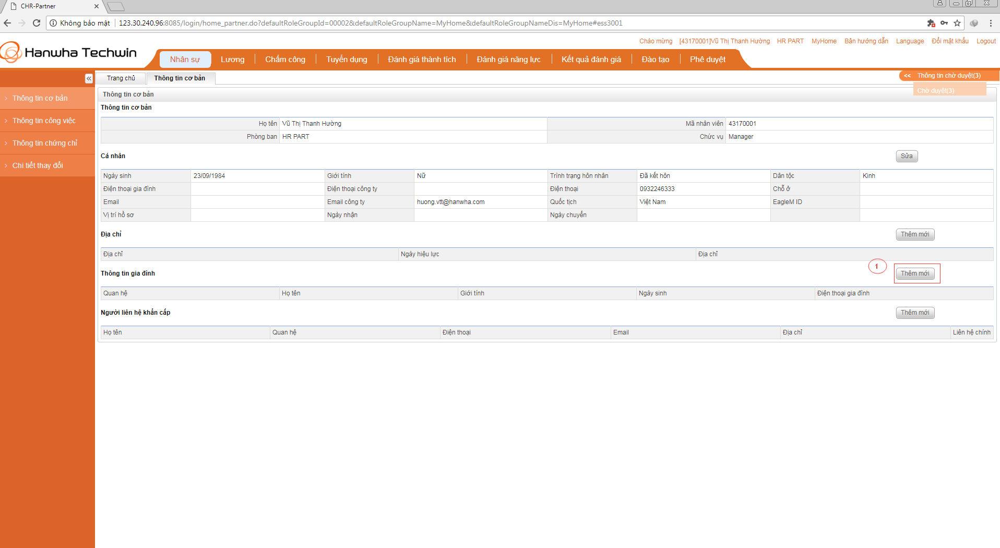 CHR-Partner
Không bảo mật 123.30.240.96:8085/login/home_partner.do?defaultRoleGroupId=00002&defaultRoleGroupName=MyHome&defaultRoleGroupNameDis=MyHome#ess3001
Chào mừng [43170001]Vũ Thị Thanh Hường HR PART MyHome Bản hướng dẫn Language Đổi mật khẩu Logout
Hanwha Techwin
Nhân sự Lương Chấm công Tuyển dụng Đánh giá thành tích Đánh giá năng lực Kết quả đánh giá Đào tạo Phê duyệt
« Trang chủ Thông tin cơ bản << Thông tin chờ duyệt(3)
Chờ duyệt(3)
Thông tin cơ bản
Thông tin công việc
Thông tin chứng chỉ
Chi tiết thay đổi
Thông tin cơ bản
Thông tin cơ bản
Họ tên Vũ Thị Thanh Hường Mã nhân viên 43170001
Phòng ban HR PART Chức vụ Manager
Cá nhân Sửa
Ngày sinh 23/09/1984 Giới tính Nữ Trình trạng hôn nhân Đã kết hôn Dân tộc Kinh
Điện thoại gia đình Điện thoại công ty Điện thoại 0932246333 Chỗ ở
Email Email công ty huong.vtt@hanwha.com Quốc tịch Việt Nam EagleM ID
Vị trí hồ sơ Ngày nhận Ngày chuyển
Địa chỉ Thêm mới
Địa chỉ Ngày hiệu lực Địa chỉ
Thông tin gia đình 1 Thêm mới
Quan hệ Họ tên Giới tính Ngày sinh Điện thoại gia đình
Người liên hệ khẩn cấp Thêm mới
Họ tên Quan hệ Điện thoại Email Địa chỉ Liên hệ chính